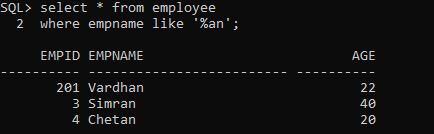 SQL> select * from employee
  2  where empname like '%an';

     EMPID EMPNAME                               AGE
---------- ------------------------------ ----------
       201 Vardhan                                22
         3 Simran                                 40
         4 Chetan                                 20